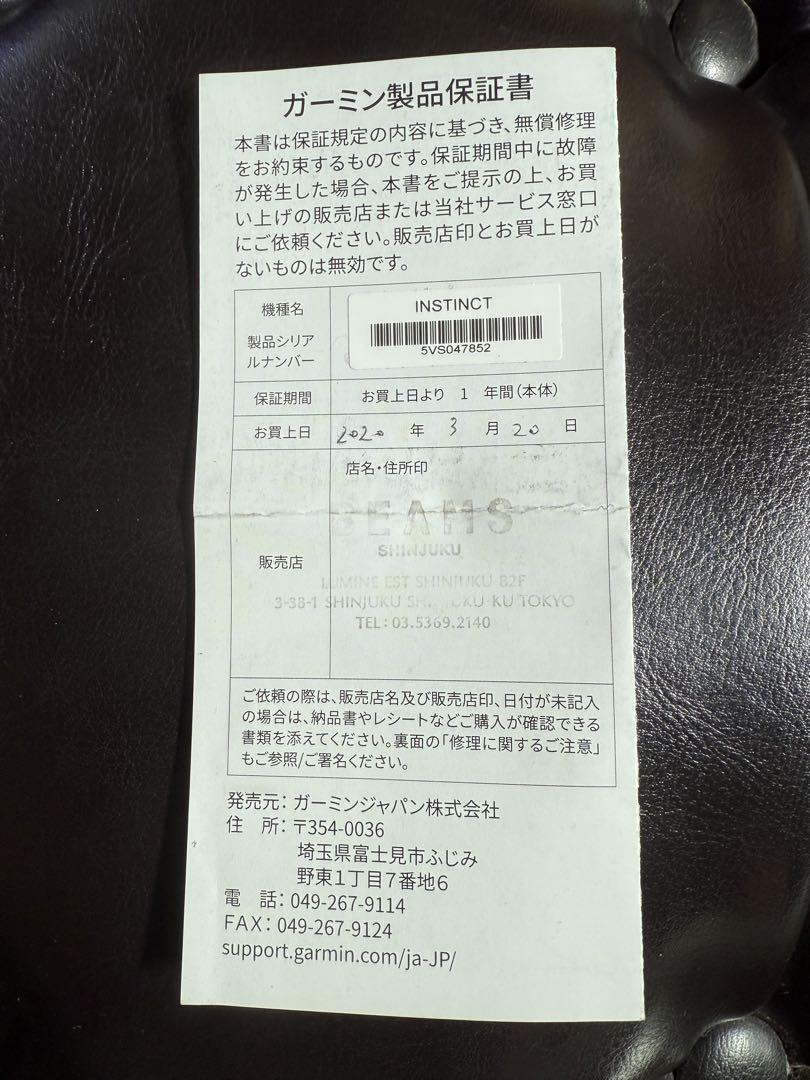 ガーミン製品保証書
本書は保証規定の内容に基づき、無償修理
をお約束するものです。保証期間中に故障
が発生した場合、本書をご提示の上、お買
い上げの販売店または当社サービス窓口
にご依頼ください。販売店印とお買上日が
ないものは無効です。
機種名
INSTINCT
製品シリア
ルナンバー
5VS047852
保証期間
お買上日より 1 年間(本体)
お買上日
2020 年 3 月 20 日
店名・住所印
BEAMS
SHINJUKU
販売店
LUMINE EST SHINJUKU B2F
3-38-1 SHINJUKU SHINJUKU-KU TOKYO
TEL : 03.5369.2140
ご依頼の際は、販売店名及び販売店印、日付が未記入
の場合は、納品書やレシートなどご購入が確認できる
書類を添えてください。裏面の「修理に関するご注意」
もご参照/ご署名ください。
発売元: ガーミンジャパン株式会社
住 所: 〒354-0036
埼玉県富士見市ふじみ
野東1丁目7番地6
電 話: 049-267-9114
FAX: 049-267-9124
support.garmin.com/ja-JP/